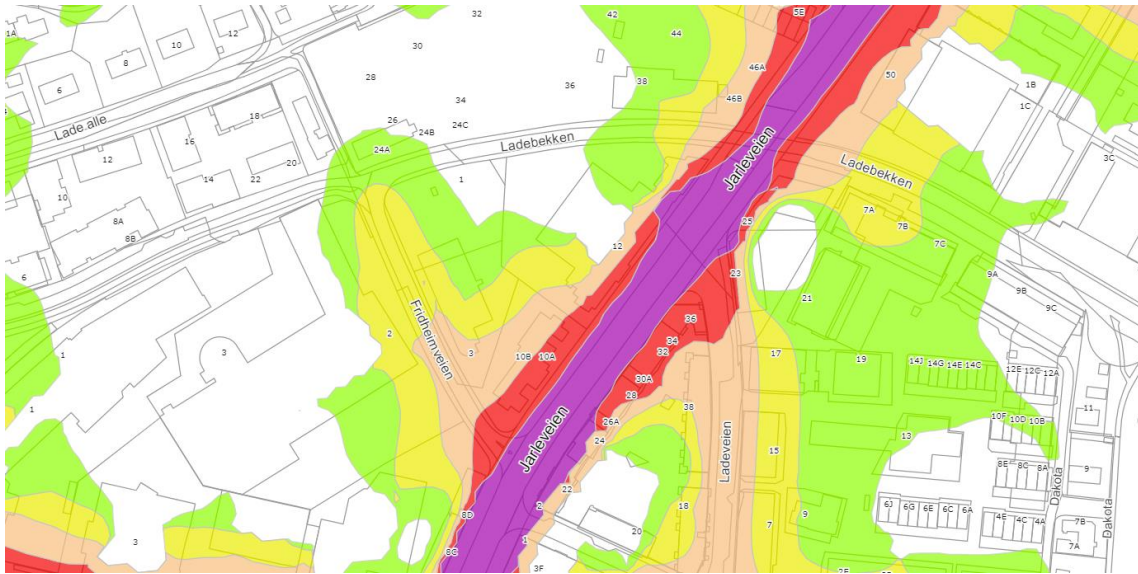 32
42
5E
1A
12
10
44
8
30
46A
28
36
38
50
6
46B
34
1B
1C
26
18
24B
24C
Lade alle
24A
Ladebekken
Jarleveien
16
12
20
3C
1
Ladebekken
14
22
10
7A
8A
25
7B
8B
12
7C
6
23
9A
9B
21
9C
Fridheimveien
36
2
34
1
3
3
10B
10A
32
17
19
14J
14G
14E
14C
12E
12C
12A
30A
28
1
38
11
10F
10D
10B
26A
13
Jarleveien
24
Ladeveien
15
8E
8C
8A
9
22
Dakota
2
18
6J
6G
6E
6C
6A
8D
9
Dakota
7
4E
4C
4A
7B
20
3
1
7A
8C
3F